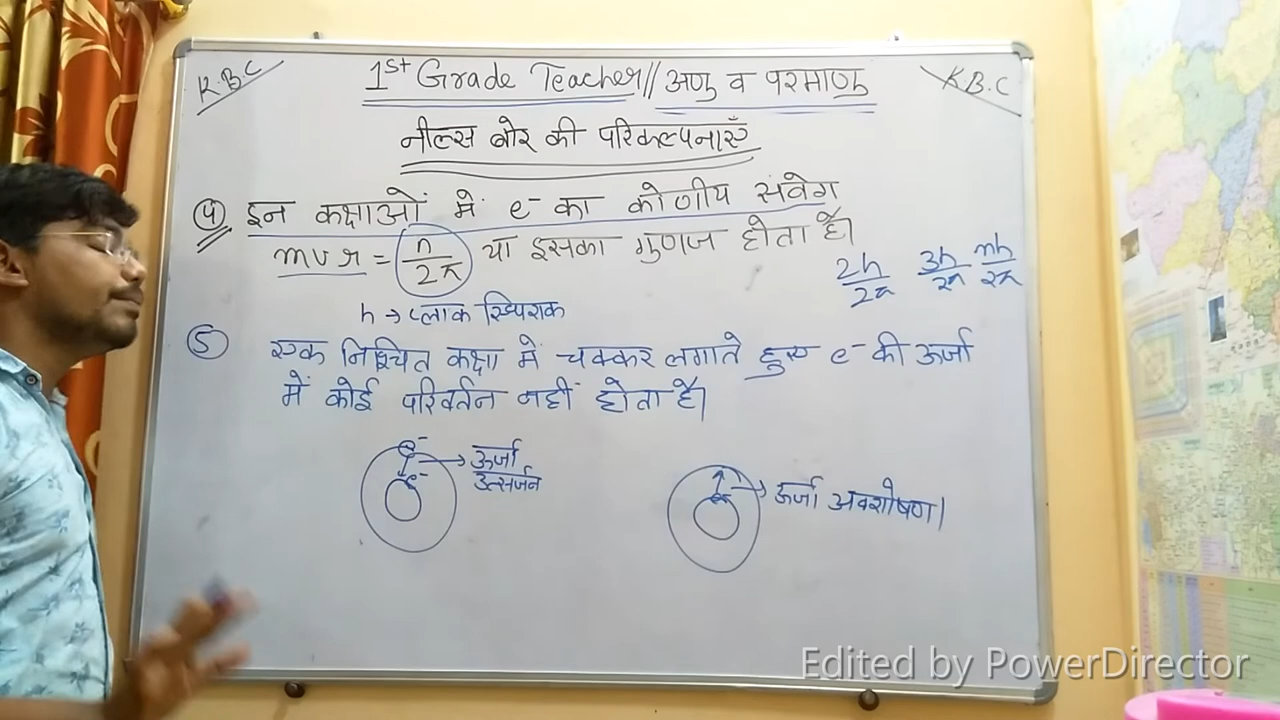 K.B.C
1st Grade Teacher// अणु व परमाणु
K B.C
नील्स बोर की परिकल्पनाएँ
4 इन कक्षाओं में e- का कोणीय संवेग
mvr = h/2π या इसका गुणज होता है।
2h/2π 3h/2π nh/2π
h → प्लांक स्थिरांक
5 एक निश्चित कक्षा में चक्कर लगाते हुए e- की ऊर्जा
में कोई परिवर्तन नहीं होता है।
e-
e-
→ ऊर्जा
उत्सर्जन
→ ऊर्जा अवशोषण।
Edited by PowerDirector